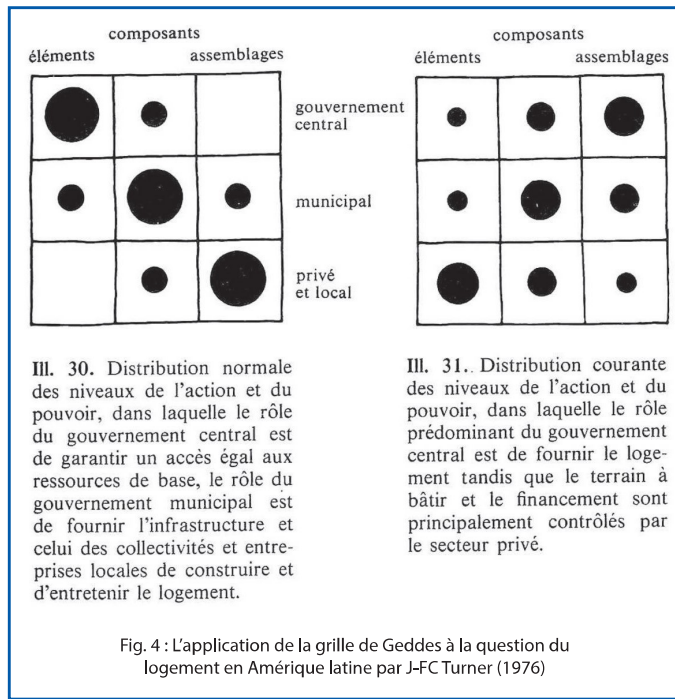 composants
éléments assemblages
gouvernement
central
municipal
privé
et local
composants
éléments assemblages
Ill. 30. Distribution normale
des niveaux de l'action et du
pouvoir, dans laquelle le rôle
du gouvernement central est
de garantir un accès égal aux
ressources de base, le rôle du
gouvernement municipal est
de fournir l'infrastructure et
celui des collectivités et entre-
prises locales de construire et
d'entretenir le logement.
Ill. 31.. Distribution courante
des niveaux de l'action et du
pouvoir, dans laquelle le rôle
prédominant du gouvernement
central est de fournir le loge-
ment tandis que le terrain à
bâtir et le financement sont
principalement contrôlés par
le secteur privé.
Fig. 4 : L'application de la grille de Geddes à la question du
logement en Amérique latine par J-FC Turner (1976)